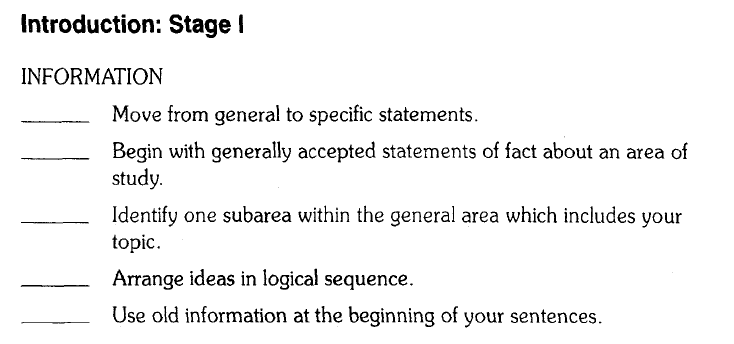 Introduction: Stage I
INFORMATION
______ Move from general to specific statements.
______ Begin with generally accepted statements of fact about an area of
study.
______ Identify one subarea within the general area which includes your
topic.
______ Arrange ideas in logical sequence.
______ Use old information at the beginning of your sentences.